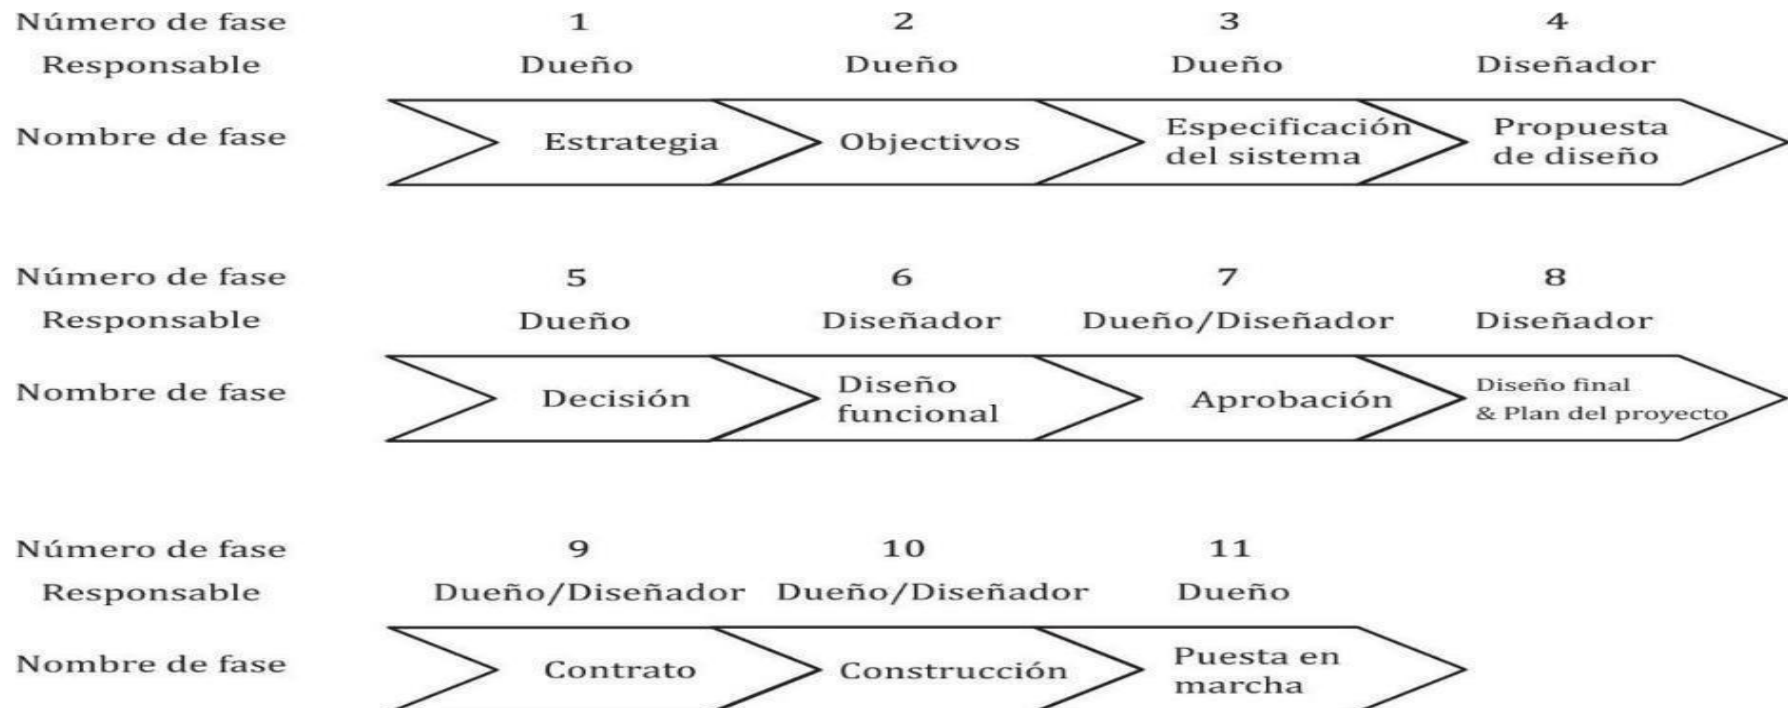 Número de fase 1 2 3 4
Responsable Dueño Dueño Dueño Diseñador
Nombre de fase Estrategia Objectivos Especificación del sistema Propuesta de diseño
Número de fase 5 6 7 8
Responsable Dueño Diseñador Dueño/Diseñador Diseñador
Nombre de fase Decisión Diseño funcional Aprobación Diseño final & Plan del proyecto
Número de fase 9 10 11
Responsable Dueño/Diseñador Dueño/Diseñador Dueño
Nombre de fase Contrato Construcción Puesta en marcha